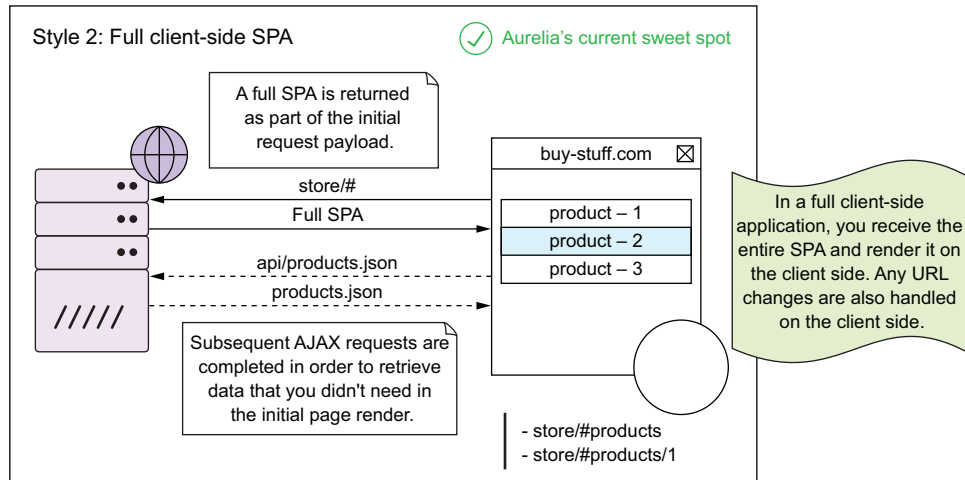 Style 2: Full client-side SPA
Aurelia's current sweet spot
A full SPA is returned
as part of the initial
request payload.
buy-stuff.com
store/#
Full SPA
product – 1
product – 2
product – 3
api/products.json
products.json
In a full client-side
application, you receive the
entire SPA and render it on
the client side. Any URL
changes are also handled
on the client side.
Subsequent AJAX requests are
completed in order to retrieve
data that you didn't need in
the initial page render.
- store/#products
- store/#products/1